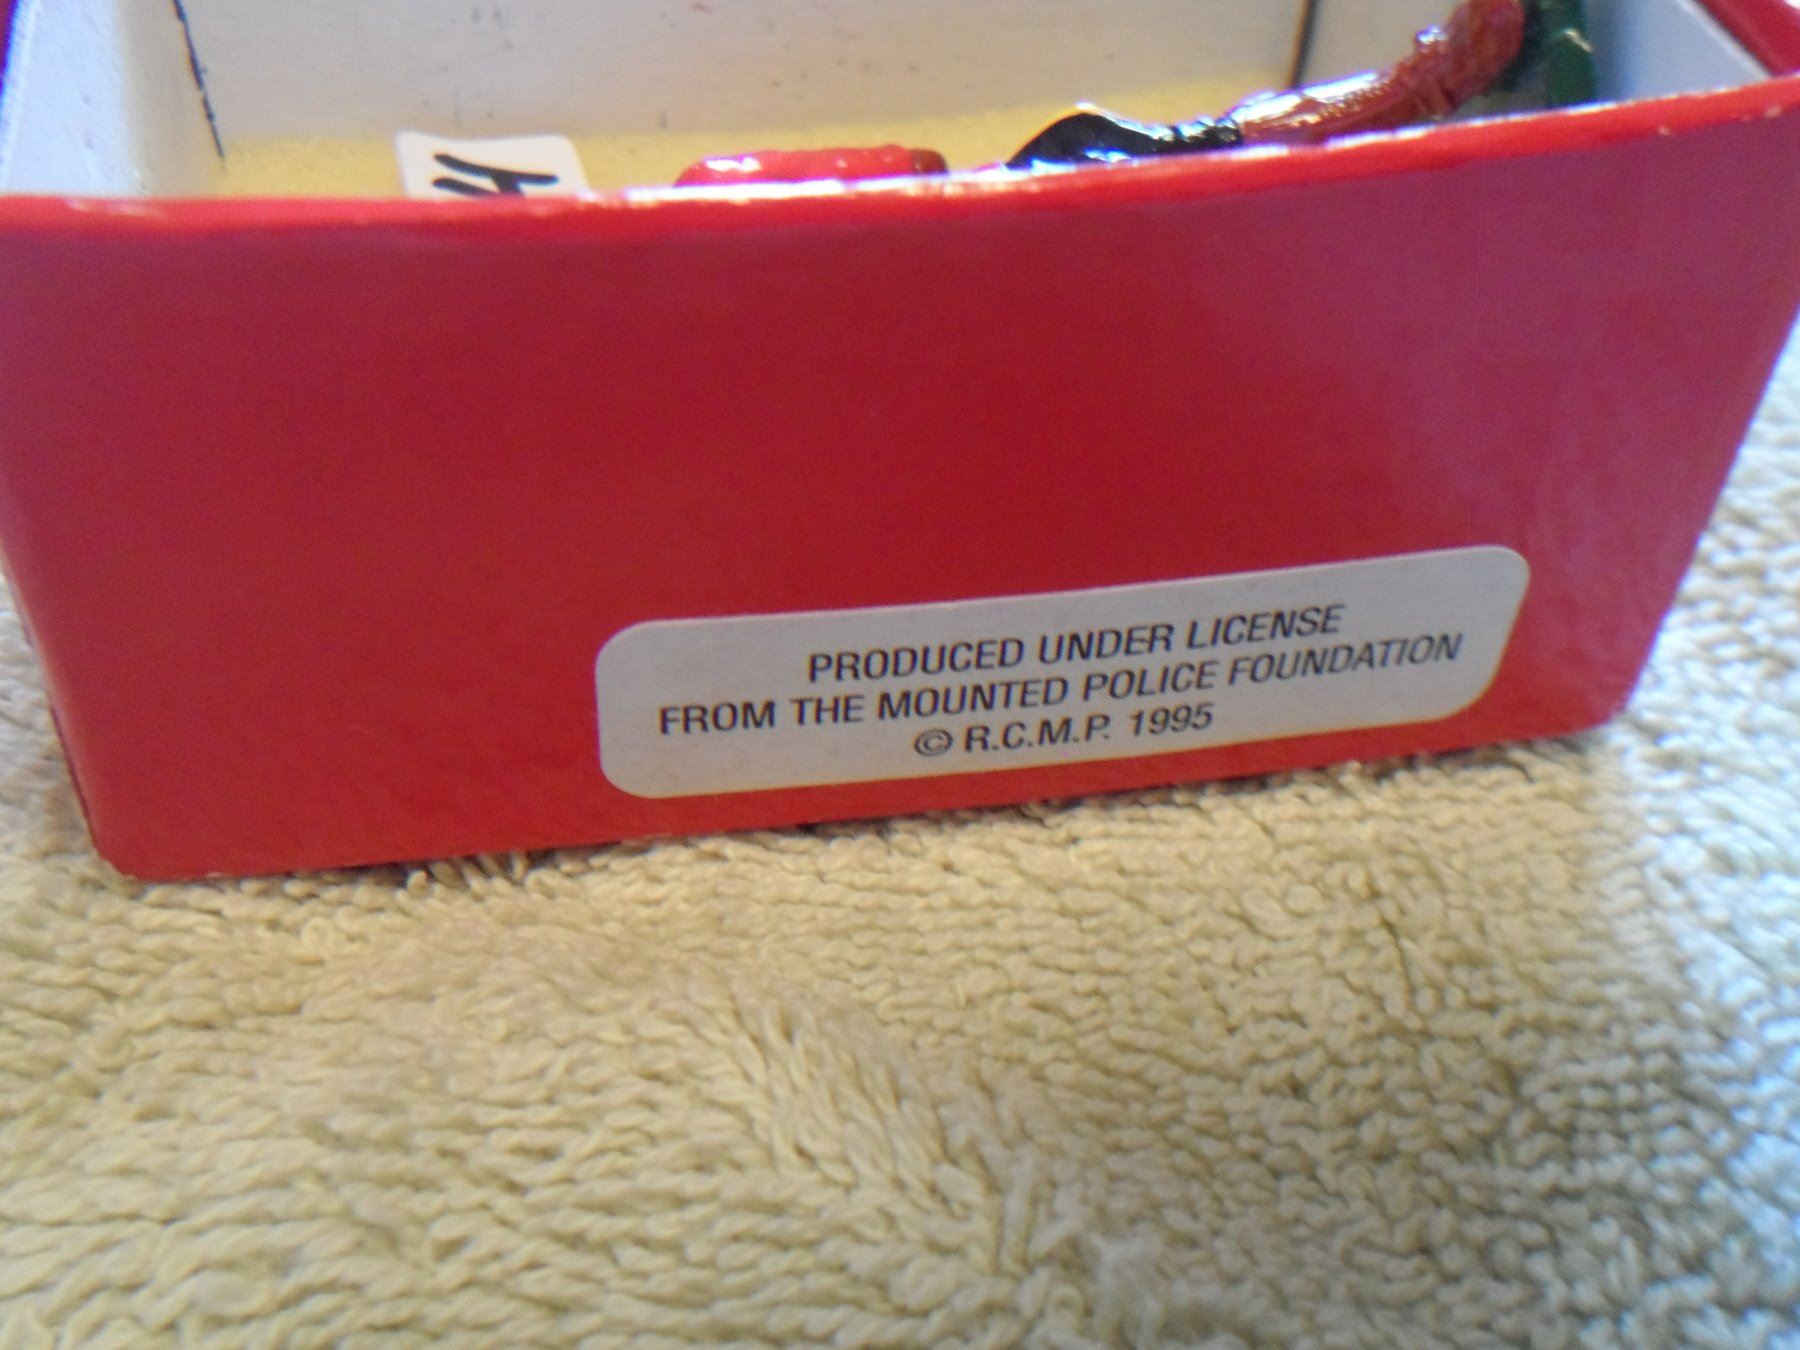 PRODUCED UNDER LICENSE
FROM THE MOUNTED POLICE FOUNDATION
© R.C.M.P. 1995